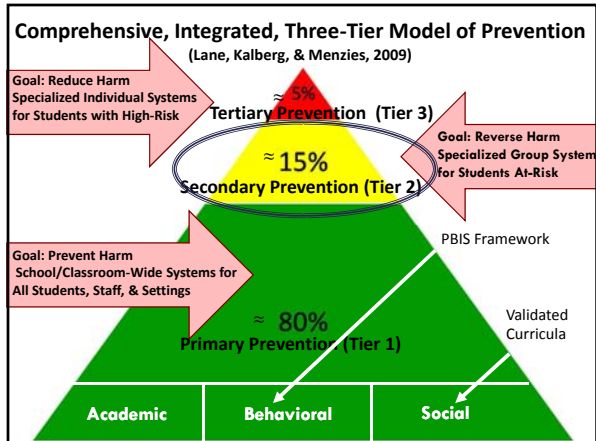 Comprehensive, Integrated, Three-Tier Model of Prevention
(Lane, Kalberg, & Menzies, 2009)
Goal: Reduce Harm
Specialized Individual Systems
for Students with High-Risk
≈ 5%
Tertiary Prevention (Tier 3)
Goal: Reverse Harm
Specialized Group System
for Students At-Risk
≈ 15%
Secondary Prevention (Tier 2)
PBIS Framework
Goal: Prevent Harm
School/Classroom-Wide Systems for
All Students, Staff, & Settings
Validated
Curricula
≈ 80%
Primary Prevention (Tier 1)
Academic
Behavioral
Social